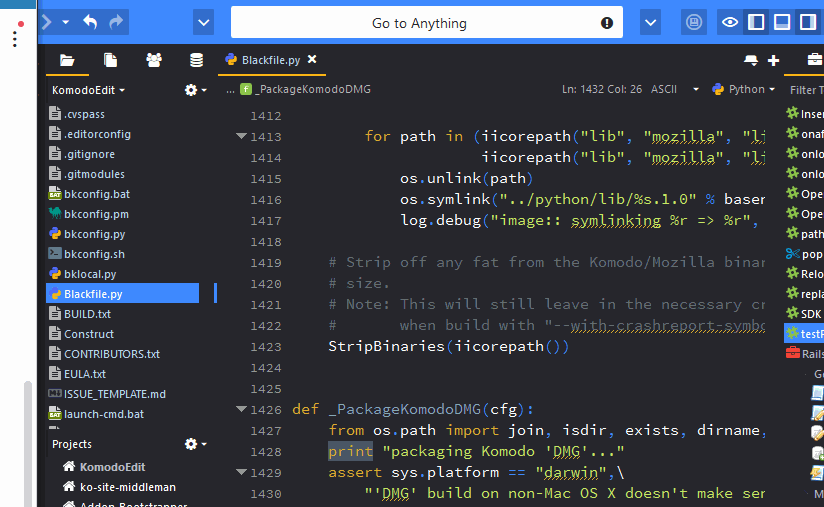 Go to Anything
Blackfile.py
KomodoEdit
... f _PackageKomodoDMG
Ln: 1432 Col: 26 ASCII
Python
Filter T
.cvspass
.editorconfig
.gitignore
.gitmodules
bkconfig.bat
bkconfig.pm
bkconfig.py
bkconfig.sh
bklocal.py
Blackfile.py
BUILD.txt
Construct
CONTRIBUTORS.txt
EULA.txt
ISSUE_TEMPLATE.md
launch-cmd.bat
Projects
KomodoEdit
ko-site-middleman
Addon-Bootstrapper
1412
1413 for path in (iicorepath("lib", "mozilla", "li
1414 iicorepath("lib", "mozilla", "li
1415 os.unlink(path)
1416 os.symlink("../python/lib/%s.1.0" % basen
1417 log.debug("image:: symlinking %r => %r",
1418
1419 # Strip off any fat from the Komodo/Mozilla binar
1420 # size.
1421 # Note: This will still leave in the necessary cr
1422 # when build with "--with-crashreport-symbo
1423 StripBinaries(iicorepath())
1424
1425
1426 def _PackageKomodoDMG(cfg):
1427 from os.path import join, isdir, exists, dirname,
1428 print "packaging Komodo 'DMG'..."
1429 assert sys.platform == "darwin",\
1430 "'DMG' build on non-Mac OS X doesn't make sen
Inser
onaf
onlo
onlo
Ope
Ope
path
pop
Relo
repla
SDK
testF
Rails
Ge
M